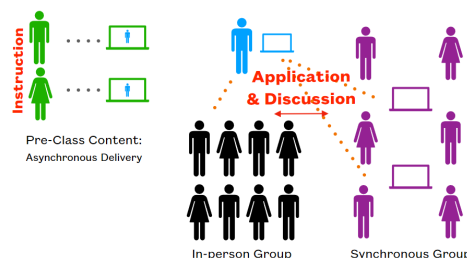 Instruction
Pre-Class Content:
Asynchronous Delivery
Application
& Discussion
In-person Group
Synchronous Group